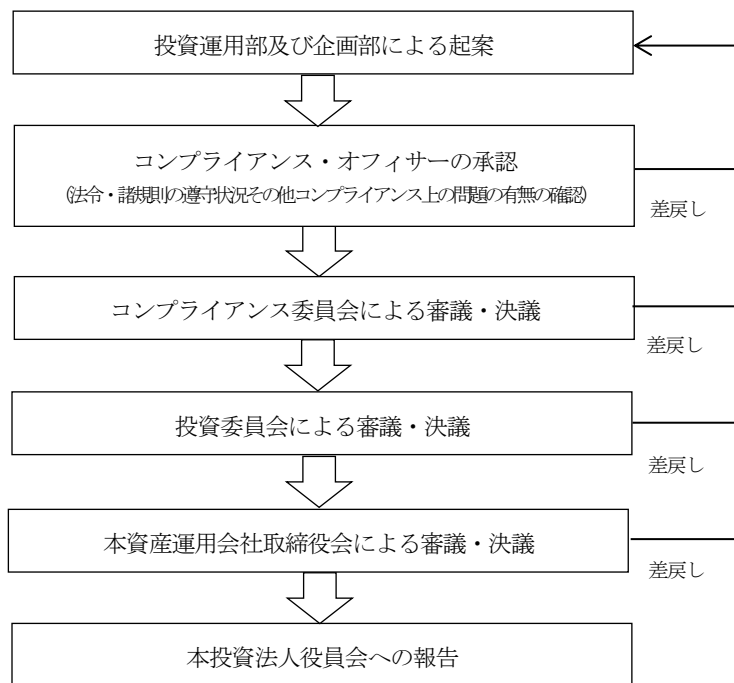 投資運用部及び企画部による起案
コンプライアンス・オフィサーの承認
(法令・諸規則の遵守状況その他コンプライアンス上の問題の有無の確認)
差戻し
コンプライアンス委員会による審議・決議
差戻し
投資委員会による審議・決議
差戻し
本資産運用会社取締役会による審議・決議
差戻し
本投資法人役員会への報告